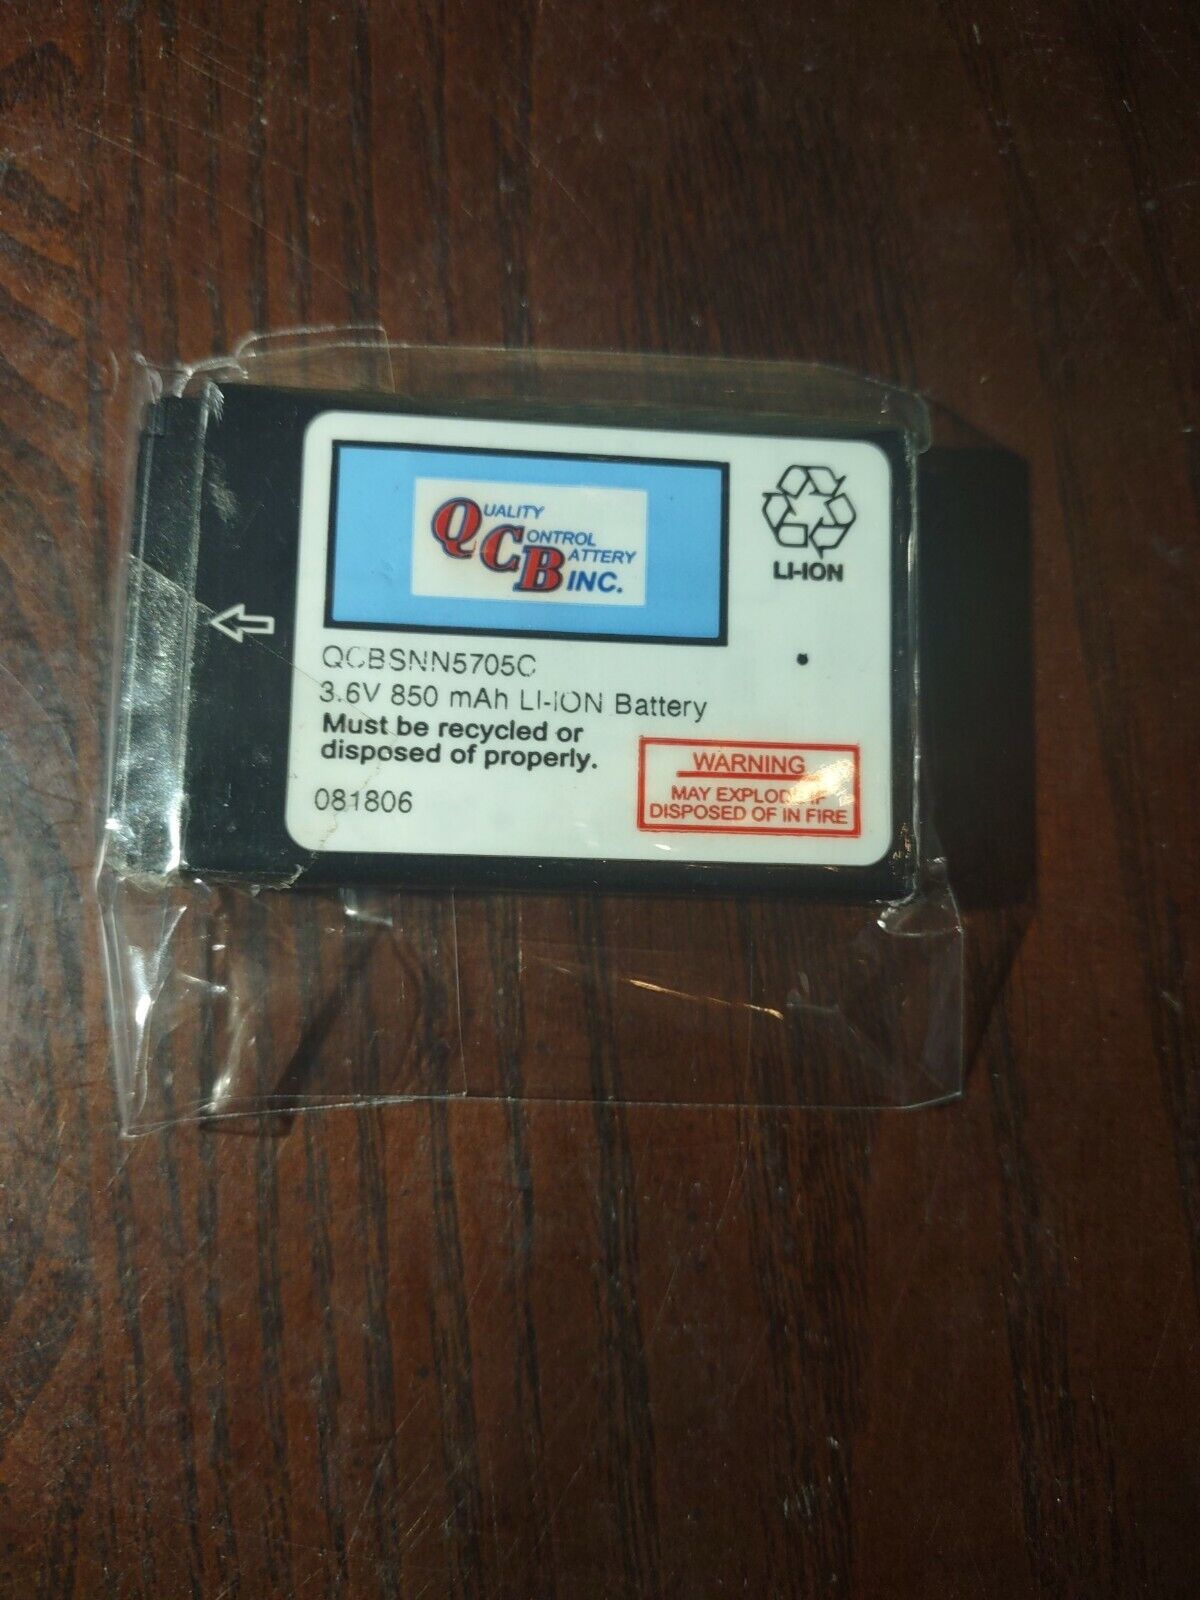 QUALITY
CONTROL
BATTERY
INC.
LI-ION
QCBSNN5705C
3.6V 850 mAh LI-ION Battery
Must be recycled or
disposed of properly.
081806
WARNING
MAY EXPLODE IF
DISPOSED OF IN FIRE